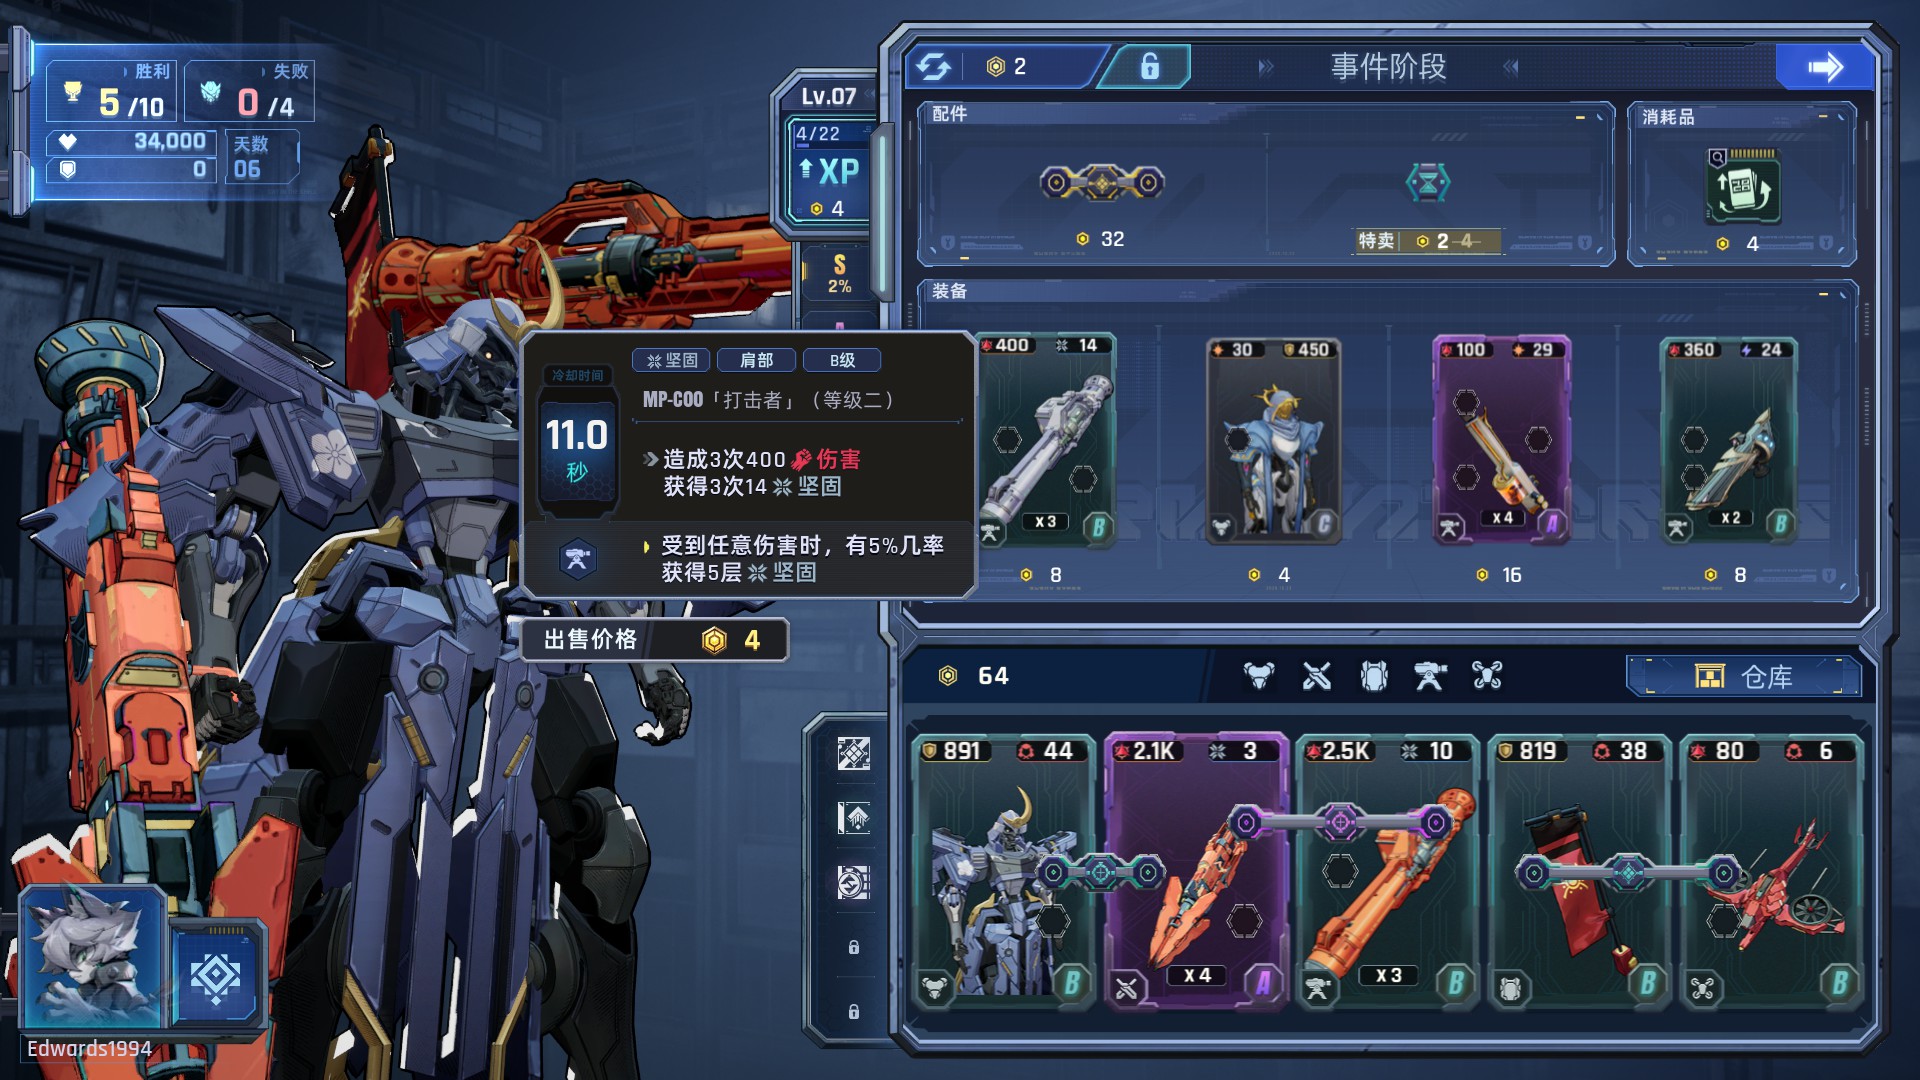 胜利
5/10
失败
0/4
34,000
0
天数
06
Lv.07
4/22
XP
4
S
2%
2
事件阶段
配件
32
特卖
2 4
消耗品
4
装备
400
14
x3
B
8
30
450
C
4
100
29
x4
A
16
360
24
x2
B
8
冷却时间
11.0
秒
坚固
肩部
B级
MP-C00「打击者」（等级二）
造成3次400伤害
获得3次14坚固
受到任意伤害时，有5%几率
获得5层坚固
出售价格
4
64
仓库
891
44
B
2.1K
3
x4
A
2.5K
10
x3
B
819
38
B
80
6
B
Edwards1994